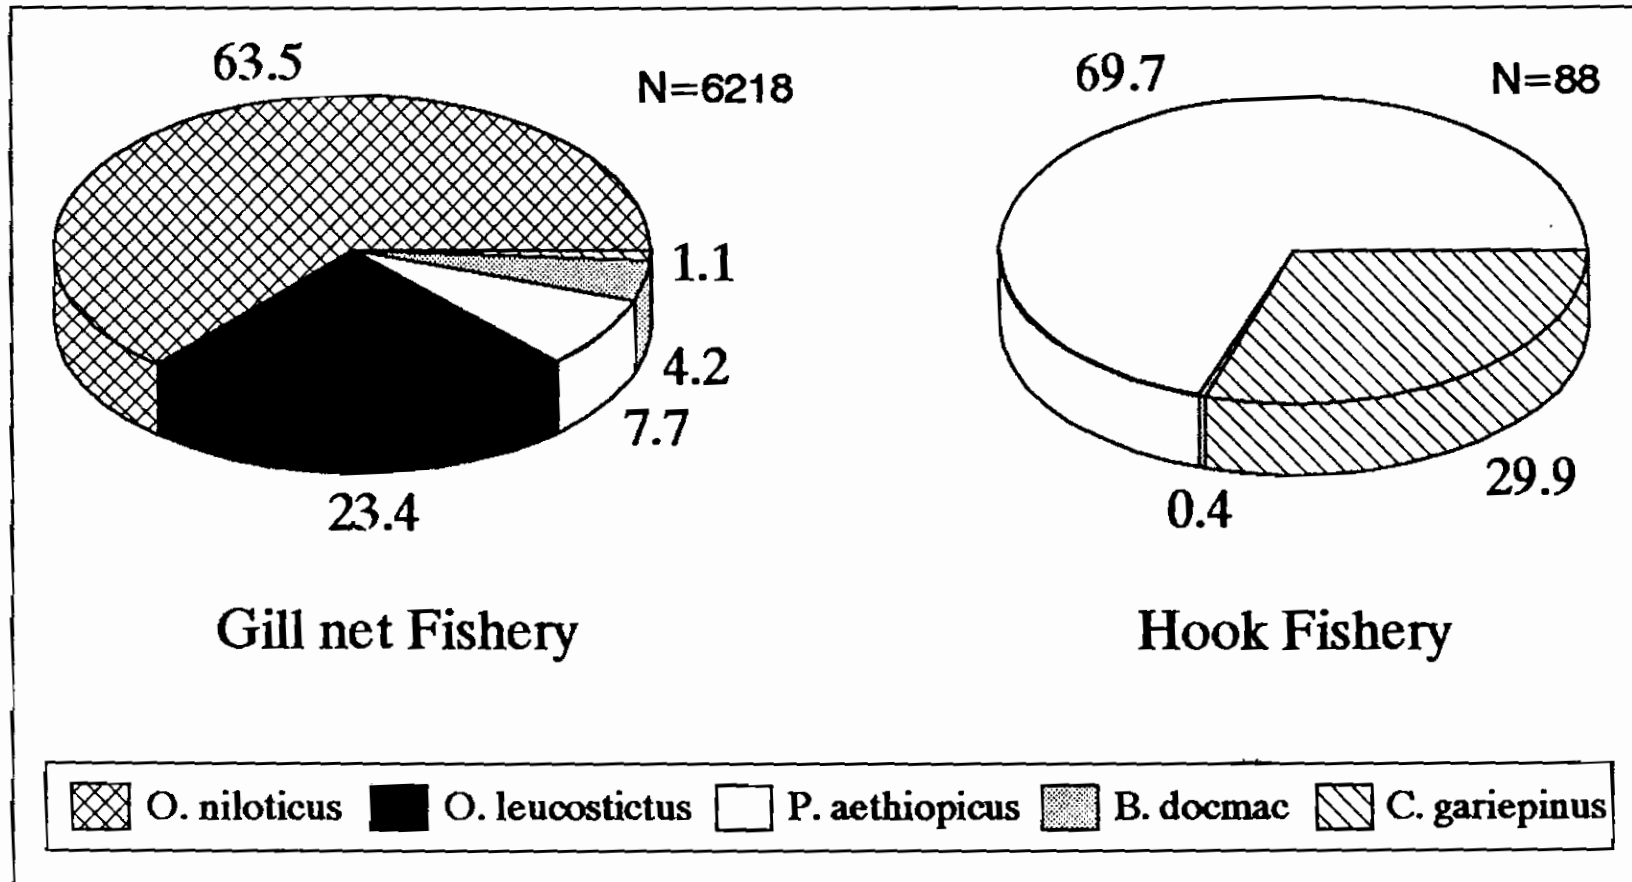 63.5
N=6218
1.1
4.2
7.7
23.4
Gill net Fishery
69.7
N=88
29.9
0.4
Hook Fishery
O. niloticus
O. leucostictus
P. aethiopicus
B. docmac
C. gariepinus